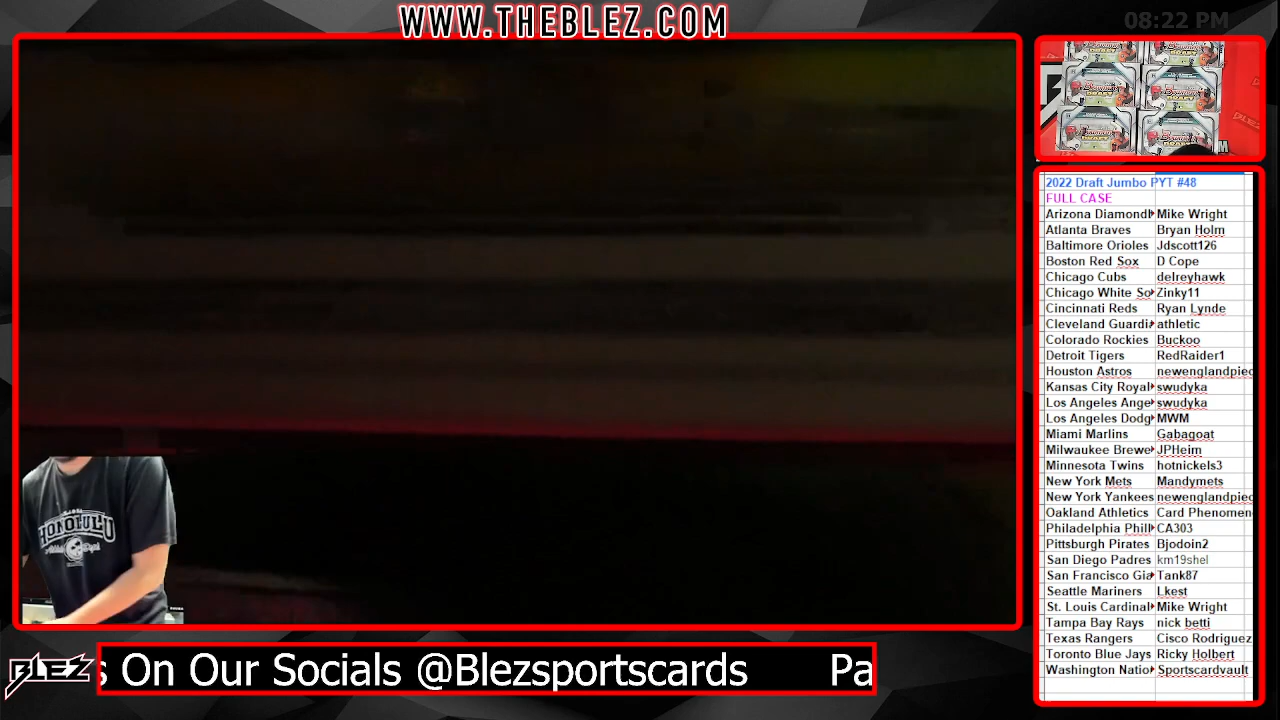 WWW.THEBLEZ.COM
08:22 PM
2022 Draft Jumbo PYT #48
FULL CASE
Arizona Diamond Mike Wright
Atlanta Braves Bryan Holm
Baltimore Orioles Jdscott126
Boston Red Sox D Cope
Chicago Cubs delreyhawk
Chicago White So Zinky11
Cincinnati Reds Ryan Lynde
Cleveland Guardi athletic
Colorado Rockies Buckoo
Detroit Tigers RedRaider1
Houston Astros newenglandpiec
Kansas City Royal swudyka
Los Angeles Ange swudyka
Los Angeles Dodg MWM
Miami Marlins Gabagoat
Milwaukee Brewe JPHeim
Minnesota Twins hotnickels3
New York Mets Mandymets
New York Yankees newenglandpiec
Oakland Athletics Card Phenomen
Philadelphia Phill CA303
Pittsburgh Pirates Bjodoin2
San Diego Padres km19shel
San Francisco Gia Tank87
Seattle Mariners Lkest
St. Louis Cardinal Mike Wright
Tampa Bay Rays nick betti
Texas Rangers Cisco Rodriguez
Toronto Blue Jays Ricky Holbert
Washington Natio Sportscardvault
HONOLULU
BLEZ
s On Our Socials @Blezsportscards Pa